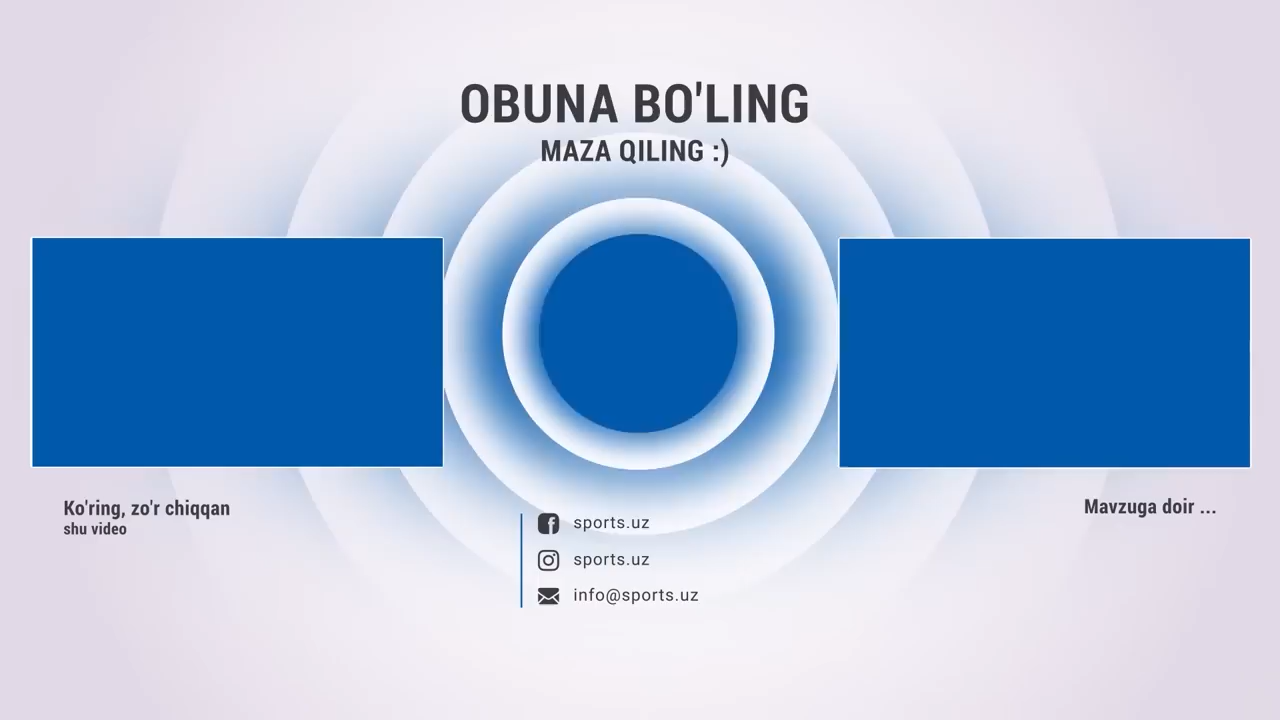 OBUNA BO'LING
MAZA QILING :)
Ko'ring, zo'r chiqqan
shu video
Mavzuga doir ...
sports.uz
sports.uz
info@sports.uz